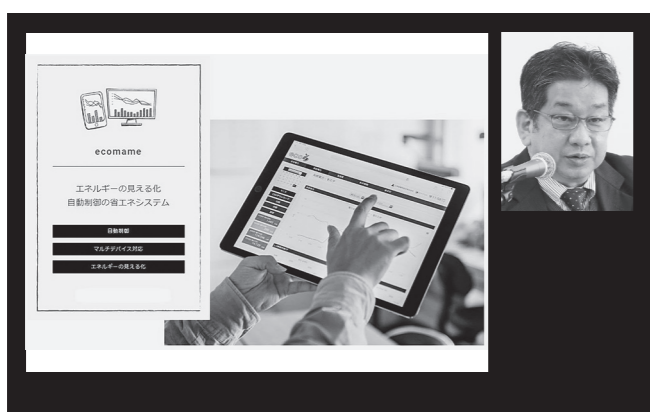 ecomame
エネルギーの見える化
自動制御の省エネシステム
自動制御
マルチデバイス対応
エネルギーの見える化